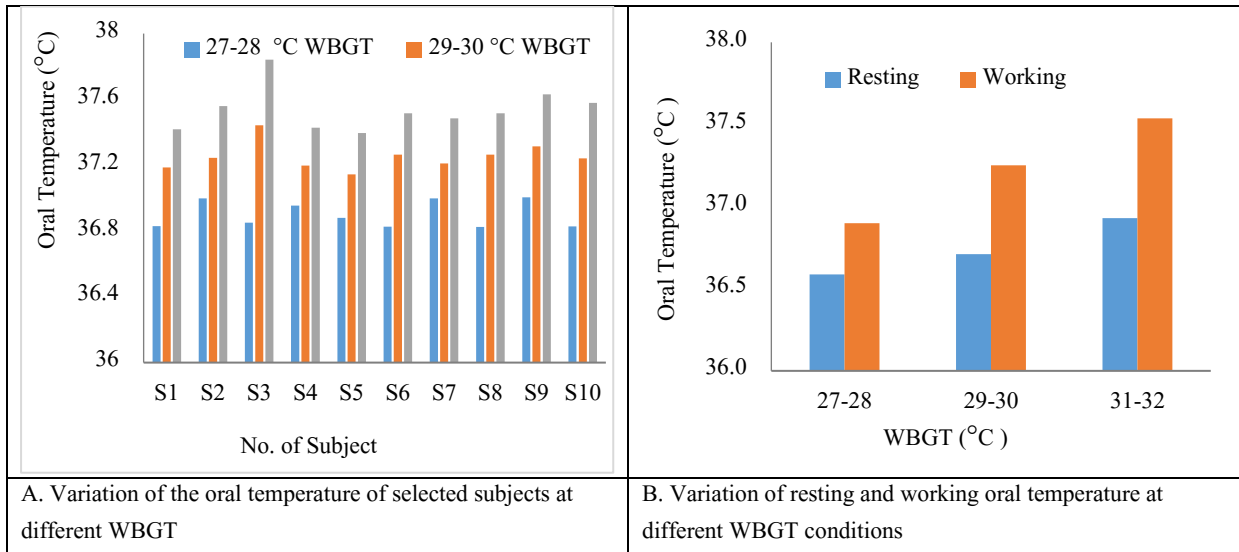 38
37.6
37.2
36.8
36.4
36
Oral Temperature (°C)
27-28 °C WBGT
29-30 °C WBGT
S1 S2 S3 S4 S5 S6 S7 S8 S9 S10
No. of Subject
A. Variation of the oral temperature of selected subjects at
different WBGT
38.0
37.5
37.0
36.5
36.0
Oral Temperature (°C )
Resting
Working
27-28 29-30 31-32
WBGT (°C )
B. Variation of resting and working oral temperature at
different WBGT conditions